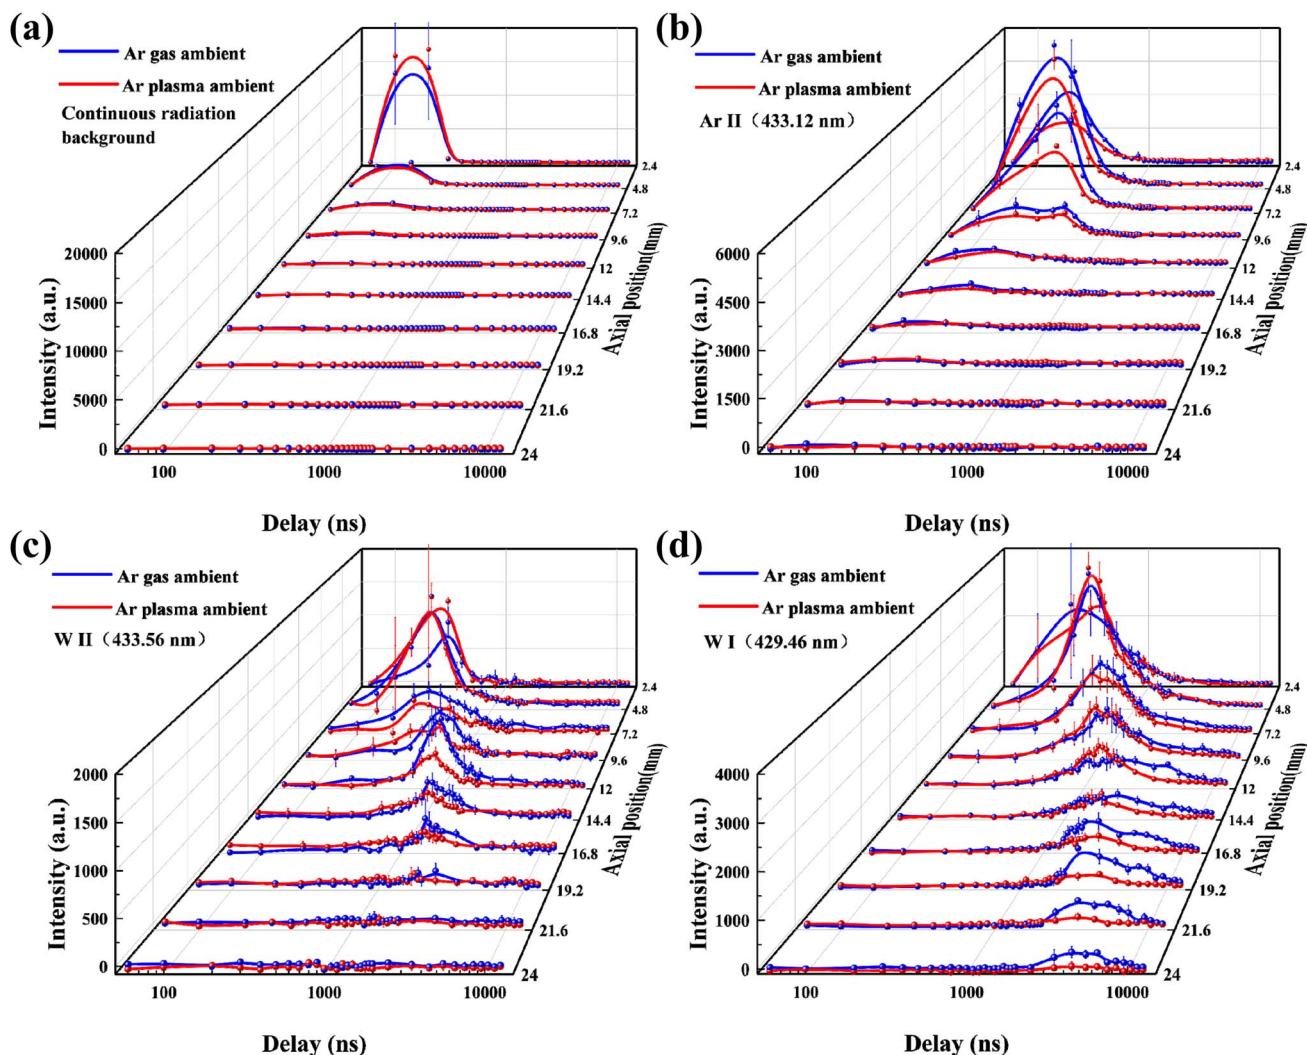 (a)
Ar gas ambient
Ar plasma ambient
Continuous radiation
background
20000
15000
10000
5000
0
Intensity (a.u.)
100
1000
10000
Delay (ns)
2.4
4.8
7.2
9.6
12
14.4
16.8
19.2
21.6
24
Axial position(mm)
(b)
Ar gas ambient
Ar plasma ambient
Ar II（433.12 nm）
6000
4500
3000
1500
0
Intensity (a.u.)
100
1000
10000
Delay (ns)
2.4
4.8
7.2
9.6
12
14.4
16.8
19.2
21.6
24
Axial position(mm)
(c)
Ar gas ambient
Ar plasma ambient
W II（433.56 nm）
2000
1500
1000
500
0
Intensity (a.u.)
100
1000
10000
Delay (ns)
2.4
4.8
7.2
9.6
12
14.4
16.8
19.2
21.6
24
Axial position(mm)
(d)
Ar gas ambient
Ar plasma ambient
W I（429.46 nm）
4000
3000
2000
1000
0
Intensity (a.u.)
100
1000
10000
Delay (ns)
2.4
4.8
7.2
9.6
12
14.4
16.8
19.2
21.6
24
Axial position(mm)